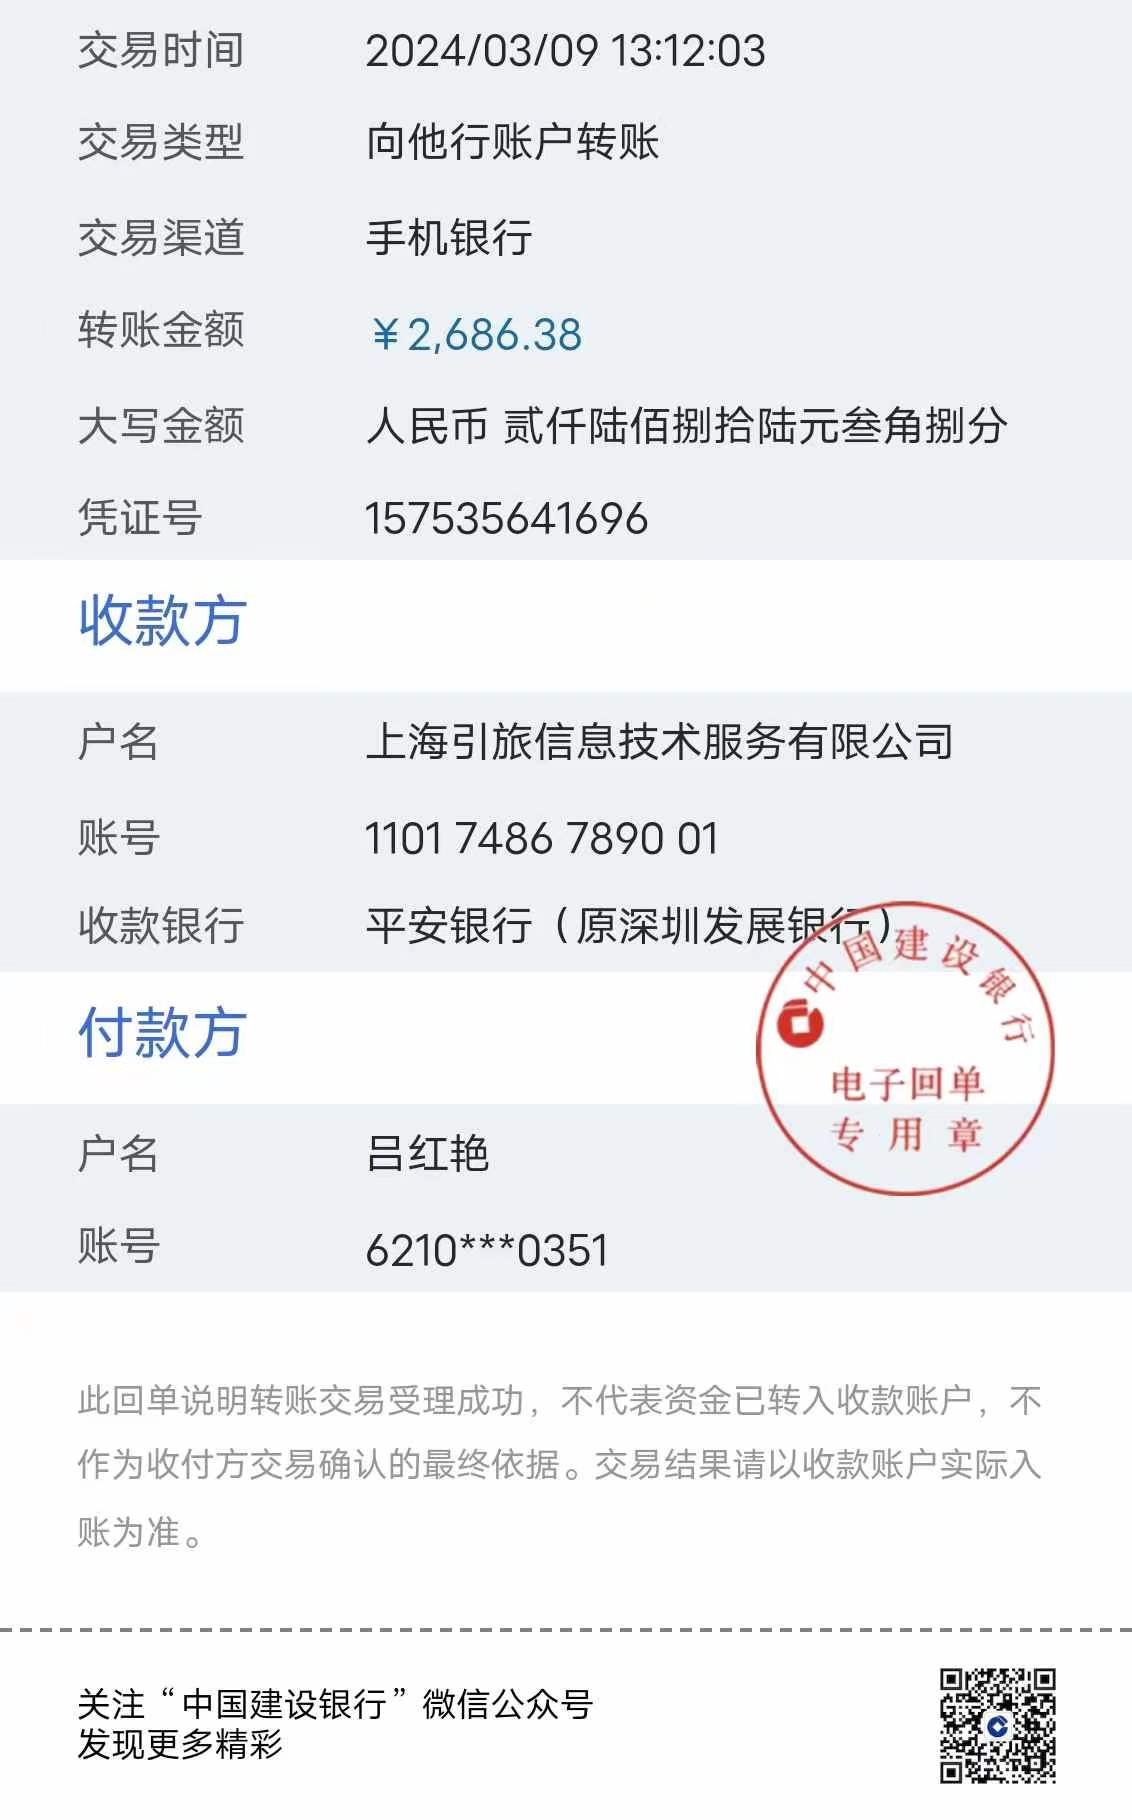 交易时间 2024/03/09 13:12:03
交易类型 向他行账户转账
交易渠道 手机银行
转账金额 ¥2,686.38
大写金额 人民币 贰仟陆佰捌拾陆元叁角捌分
凭证号 157535641696
收款方
户名 上海引旅信息技术服务有限公司
账号 1101 7486 7890 01
收款银行 平安银行（原深圳发展银行）
中国建设银行
电子回单
专用章
付款方
户名 吕红艳
账号 6210***0351
此回单说明转账交易受理成功，不代表资金已转入收款账户，不
作为收付方交易确认的最终依据。交易结果请以收款账户实际入
账为准。
关注“中国建设银行”微信公众号
发现更多精彩